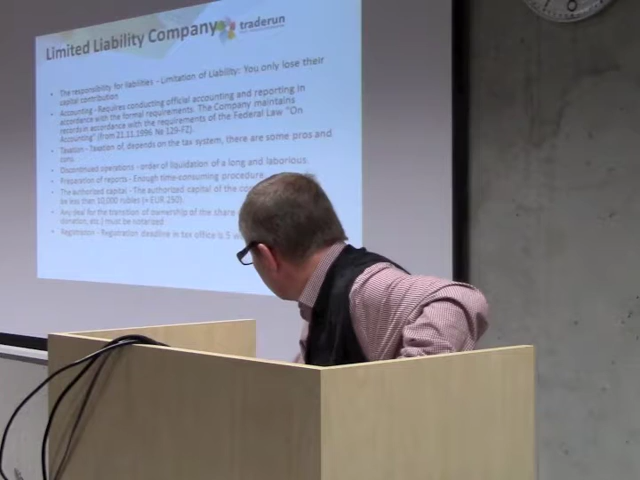 Limited Liability Company
traderun
• The responsibility for liabilities - Limitation of Liability: You only lose their
capital contribution
• Accounting - Requires conducting official accounting and reporting in
accordance with the formal requirements. The Company maintains
records in accordance with the requirements of the Federal Law "On
Accounting" (from 21.11.1996 No 129-FZ).
• Taxation - Taxation of, depends on the tax system, there are some pros and
cons.
• Discontinued operations - order of liquidation of a long and laborious.
• Preparation of reports - Enough time-consuming procedure
• The authorized capital - The authorized capital of the
be less than 10,000 rubles (≈ EUR 250).
• Any deal for the transition of ownership of the share
donation, etc.) must be notarized
• Registration - Registration deadline in tax office is 5